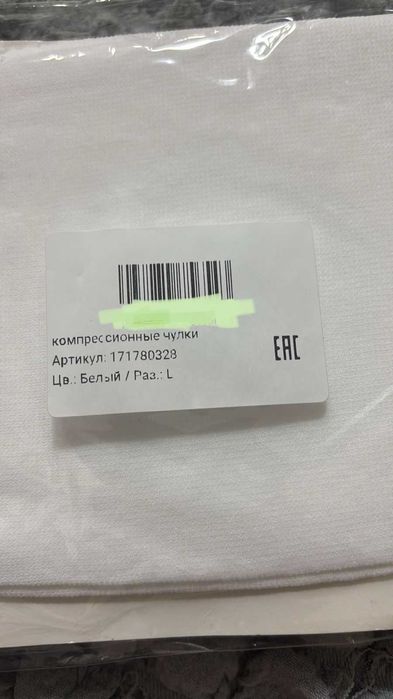 компрессионные чулки
Артикул: 171780328
Цв.: Белый / Раз.: L
EAC